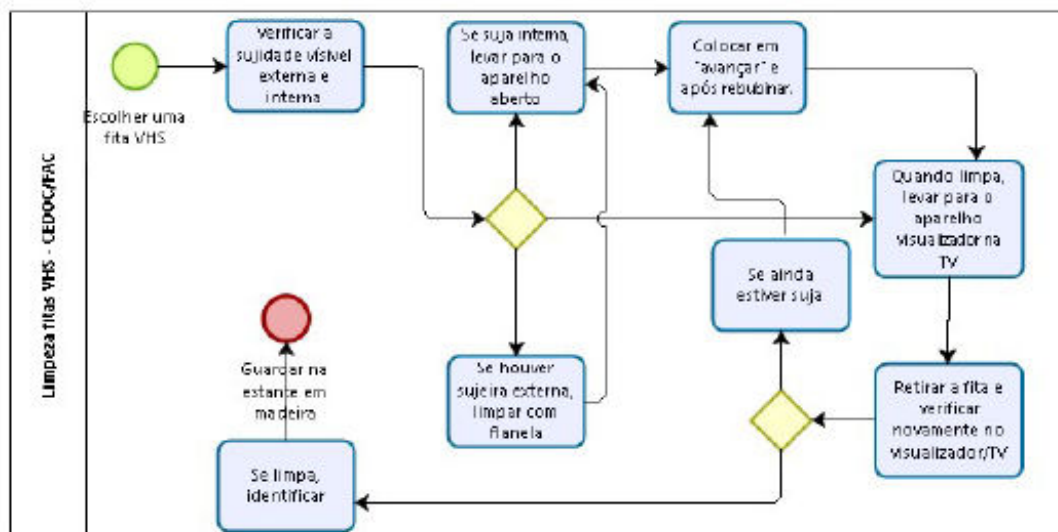 Limpeza fitas VHS - CEDOC/FAC
Escolher uma
fita VHS
Verificar a
sujidade vísivel
externa e
interna
Se suja interna,
levar para o
aparelho
aberto
Colocar em
"avançar" e
após rebubinar.
Quando limpa,
levar para o
aparelho
visualizador na
TV
Se ainda
estiver suja
Se houver
sujeira externa,
limpar com
flanela
Retirar a fita e
verificar
novamente no
visualizador/TV
Guardar na
estante em
madeira
Se limpa,
identificar